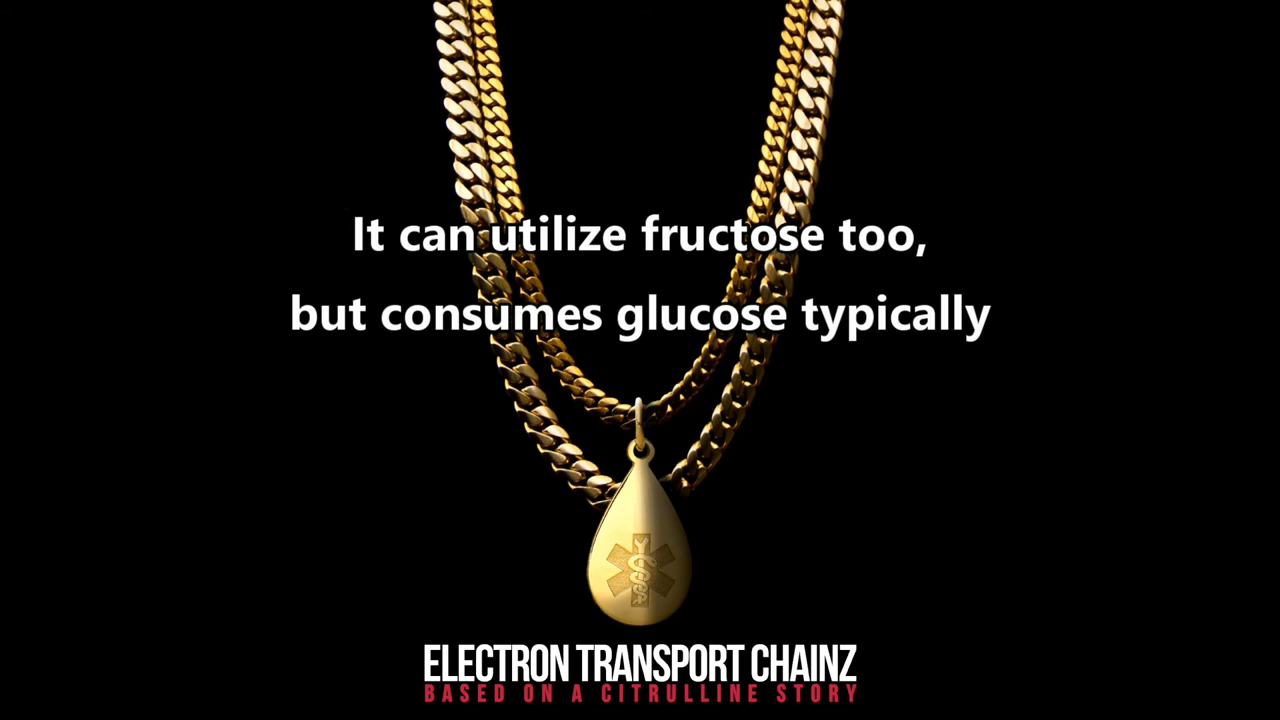 It can utilize fructose too,
but consumes glucose typically
ELECTRON TRANSPORT CHAINZ
BASED ON A CITRULLINE STORY